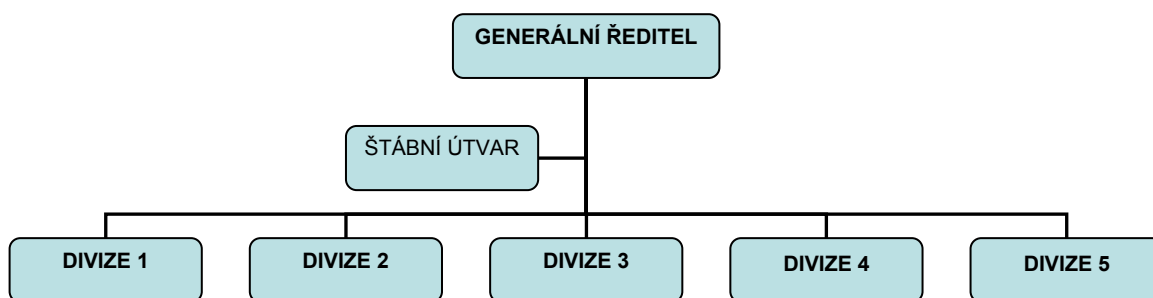 GENERÁLNÍ ŘEDITEL
ŠTÁBNÍ ÚTVAR
DIVIZE 1
DIVIZE 2
DIVIZE 3
DIVIZE 4
DIVIZE 5